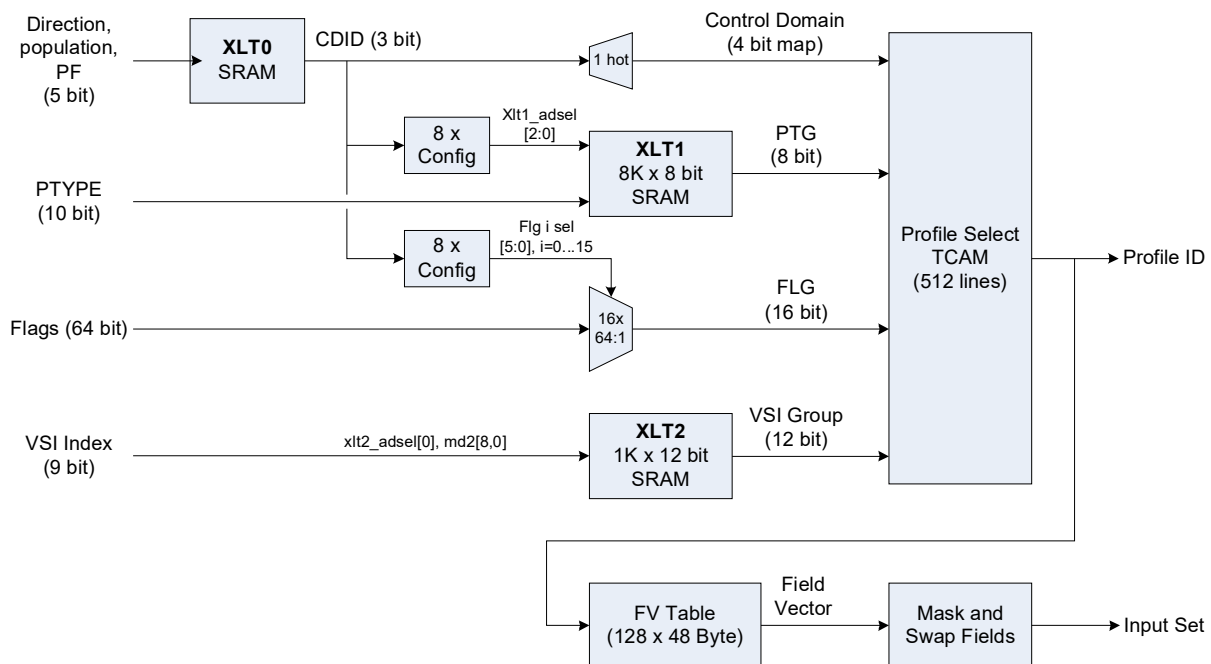 Direction,
population,
PF
(5 bit)
XLT0
SRAM
CDID (3 bit)
1 hot
Control Domain
(4 bit map)
8 x
Config
Xlt1_adsel
[2:0]
XLT1
8K x 8 bit
SRAM
PTG
(8 bit)
PTYPE
(10 bit)
8 x
Config
Flg i sel
[5:0], i=0...15
Profile Select
TCAM
(512 lines)
Profile ID
Flags (64 bit)
16x
64:1
FLG
(16 bit)
VSI Index
(9 bit)
xlt2_adsel[0], md2[8,0]
XLT2
1K x 12 bit
SRAM
VSI Group
(12 bit)
FV Table
(128 x 48 Byte)
Field
Vector
Mask and
Swap Fields
Input Set